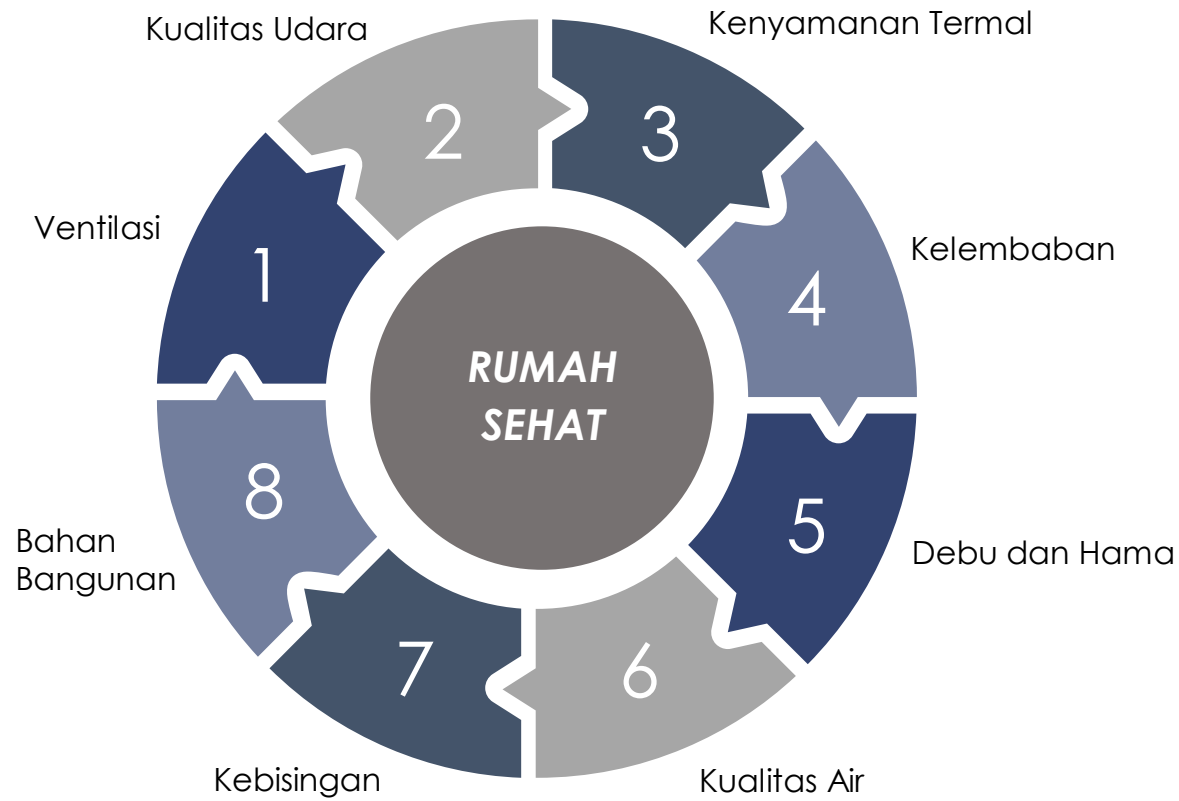 Kualitas Udara
Kenyamanan Termal
2
3
Ventilasi
1
Kelembaban
4
RUMAH
SEHAT
8
5
Bahan
Bangunan
Debu dan Hama
7
6
Kebisingan
Kualitas Air